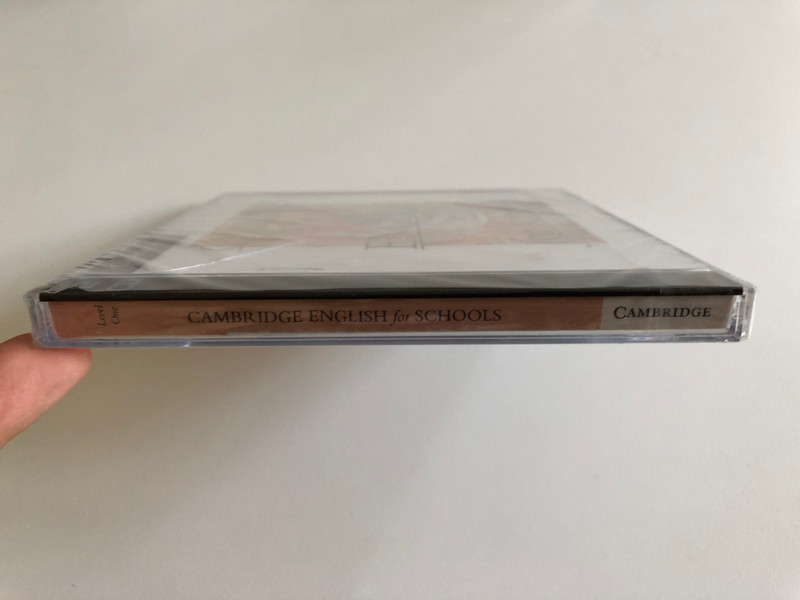 Level
One
CAMBRIDGE ENGLISH for SCHOOLS
CAMBRIDGE